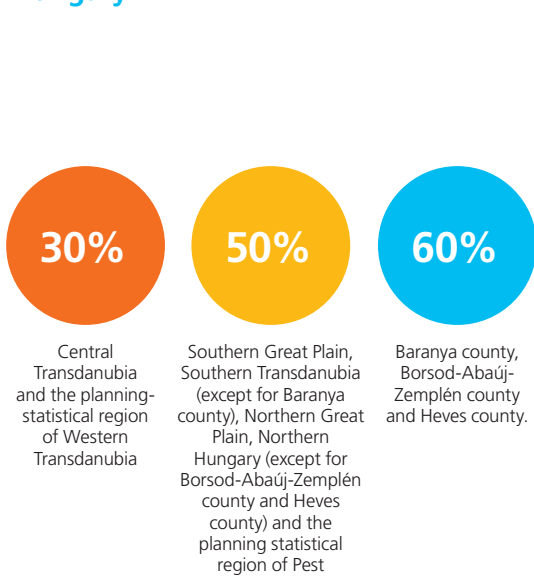 30%
Central
Transdanubia
and the planning-
statistical region
of Western
Transdanubia
50%
Southern Great Plain,
Southern Transdanubia
(except for Baranya
county), Northern Great
Plain, Northern
Hungary (except for
Borsod-Abaúj-Zemplén
county and Heves
county) and the
planning statistical
region of Pest
60%
Baranya county,
Borsod-Abaúj-
Zemplén county
and Heves county.